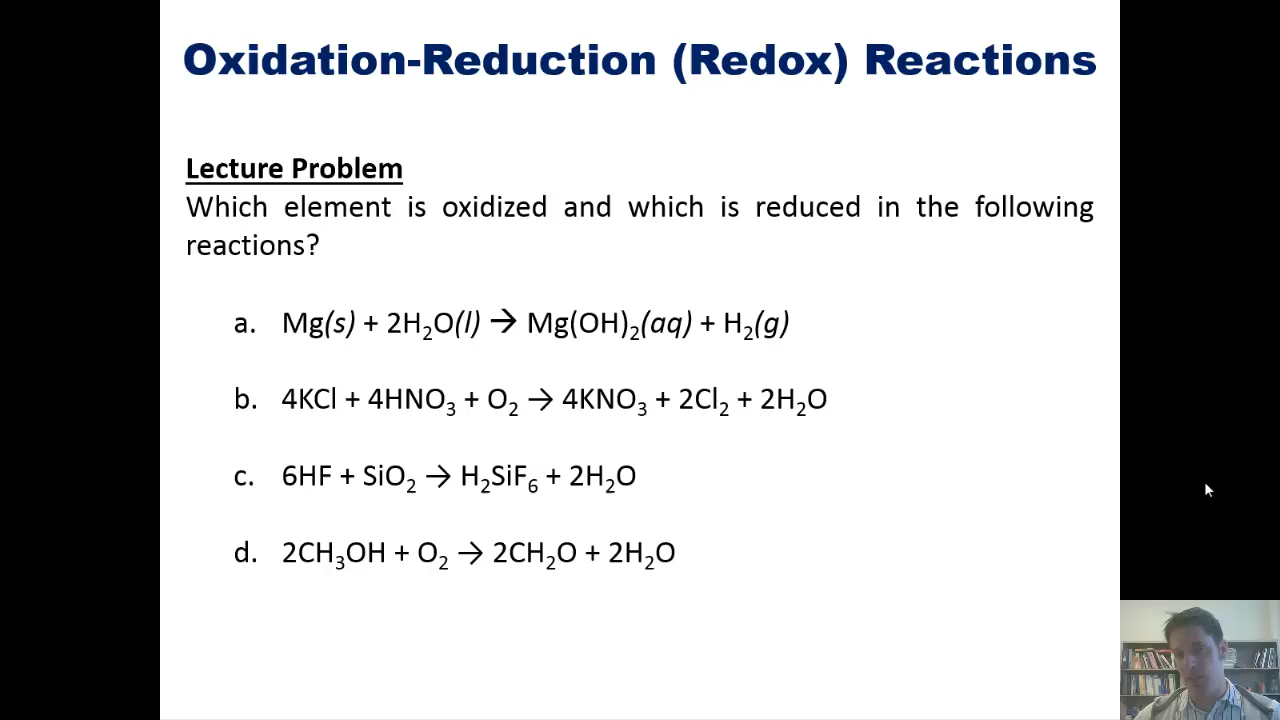 Oxidation-Reduction (Redox) Reactions
Lecture Problem
Which element is oxidized and which is reduced in the following
reactions?
a. Mg(s) + 2H₂O(l) → Mg(OH)₂(aq) + H₂(g)
b. 4KCl + 4HNO₃ + O₂ → 4KNO₃ + 2Cl₂ + 2H₂O
c. 6HF + SiO₂ → H₂SiF₆ + 2H₂O
d. 2CH₃OH + O₂ → 2CH₂O + 2H₂O